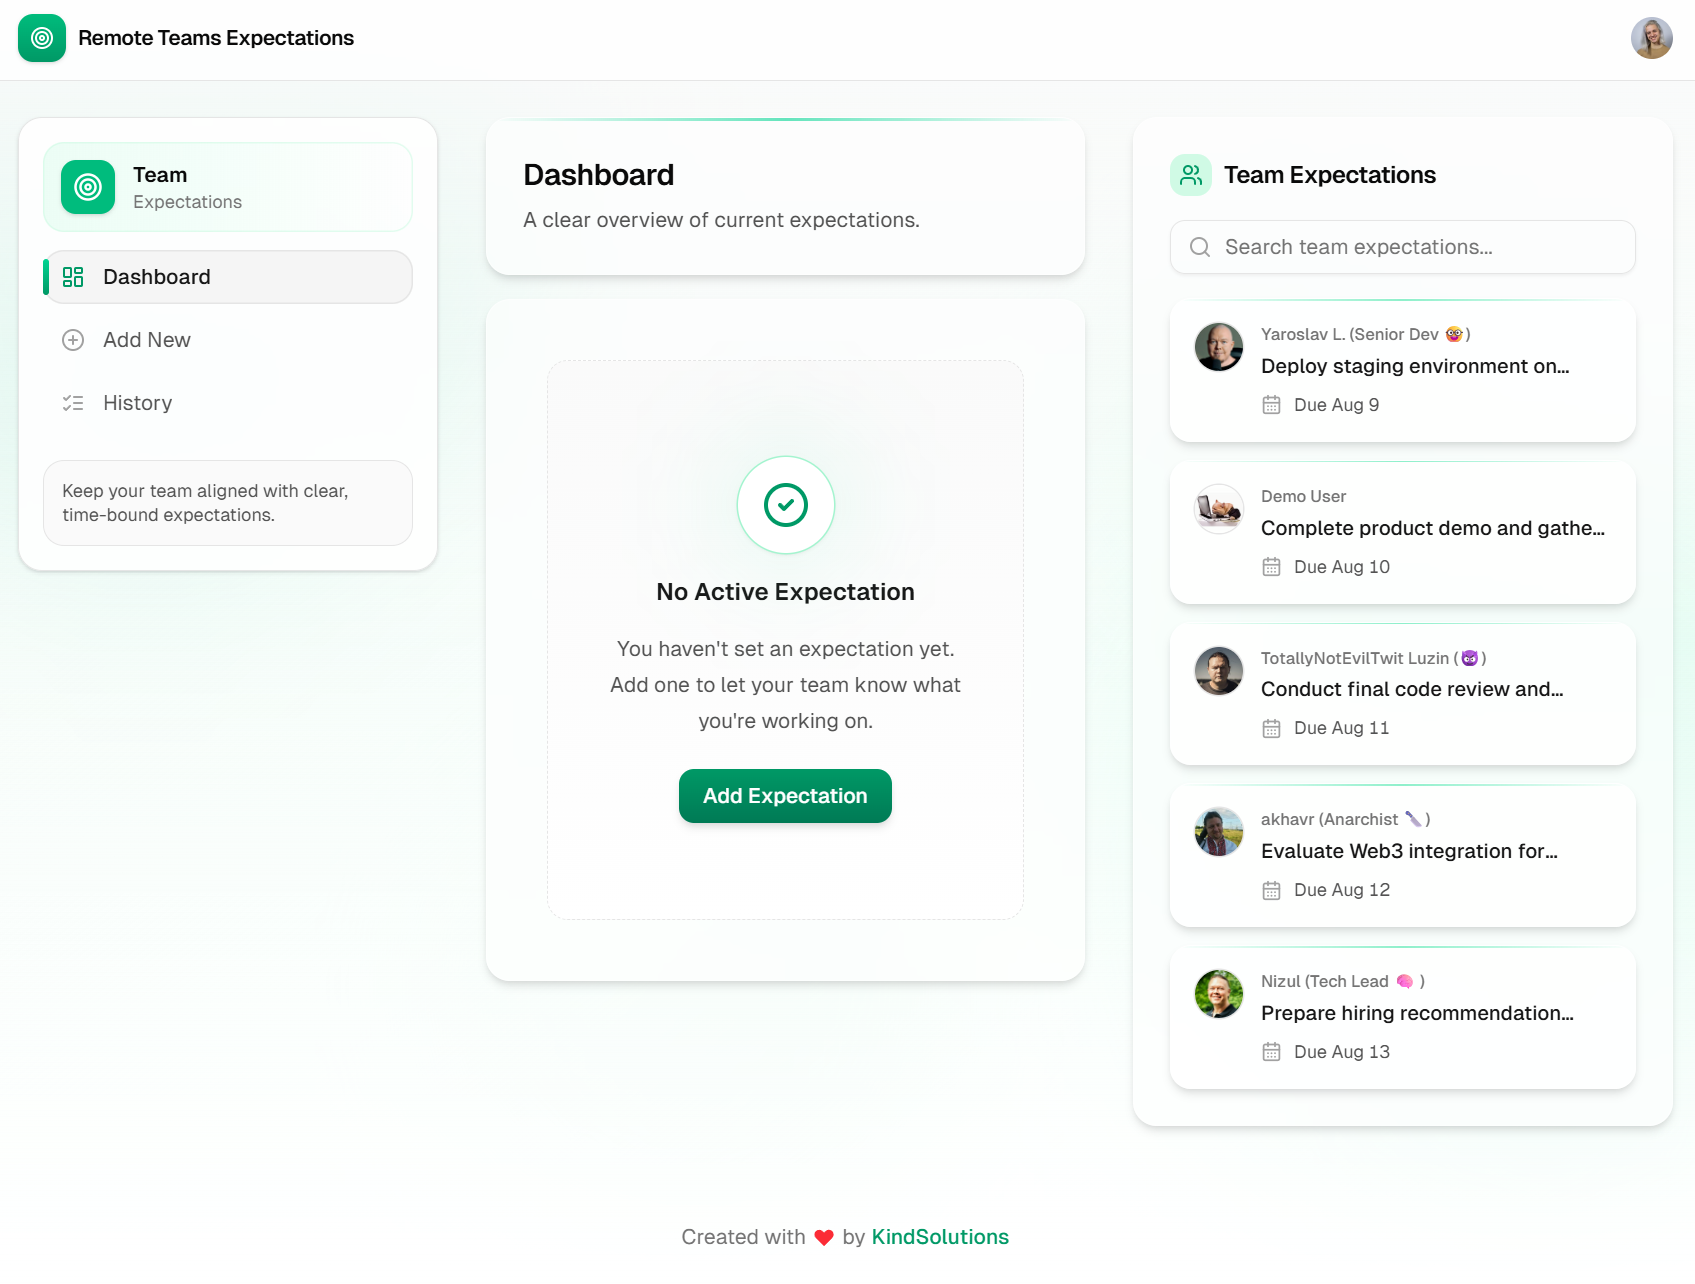 Remote Teams Expectations
Team
Expectations
Dashboard
Add New
History
Keep your team aligned with clear,
time-bound expectations.
Dashboard
A clear overview of current expectations.
No Active Expectation
You haven't set an expectation yet.
Add one to let your team know what
you're working on.
Add Expectation
Team Expectations
Search team expectations...
Yaroslav L. (Senior Dev 🤓)
Deploy staging environment on...
Due Aug 9
Demo User
Complete product demo and gathe...
Due Aug 10
TotallyNotEvilTwit Luzin (😈)
Conduct final code review and...
Due Aug 11
akhavr (Anarchist 🔪)
Evaluate Web3 integration for...
Due Aug 12
Nizul (Tech Lead 🧠 )
Prepare hiring recommendation...
Due Aug 13
Created with ❤️ by KindSolutions